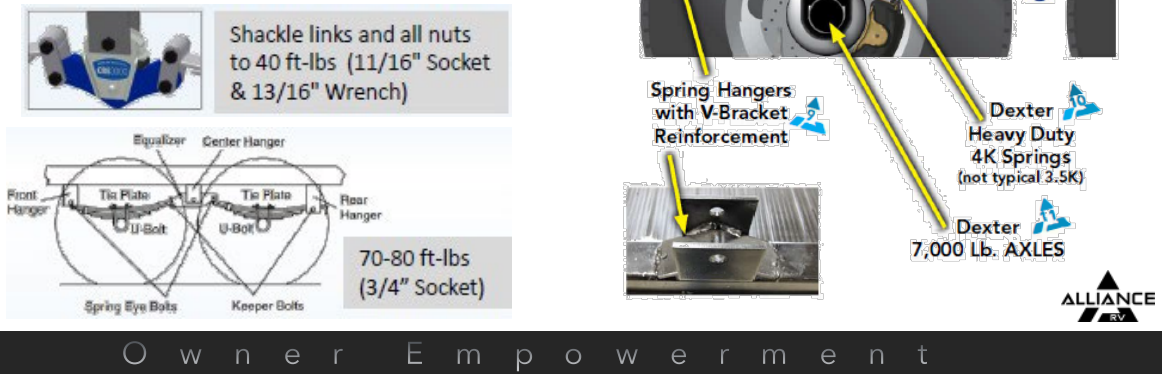 Shackle links and all nuts
to 40 ft-lbs (11/16" Socket
& 13/16" Wrench)
Equalizer
Center Hanger
Front
Hanger
Tie Plate
Tie Plate
Rear
Hanger
U-Bolt
U-Bolt
70-80 ft-lbs
(3/4” Socket)
Spring Eye Bolts
Keeper Bolts
Spring Hangers
with V-Bracket
Reinforcement
9
10
Dexter
Heavy Duty
4K Springs
(not typical 3.5K)
11
Dexter
7,000 Lb. AXLES
ALLIANCE
RV
Owner Empowerment